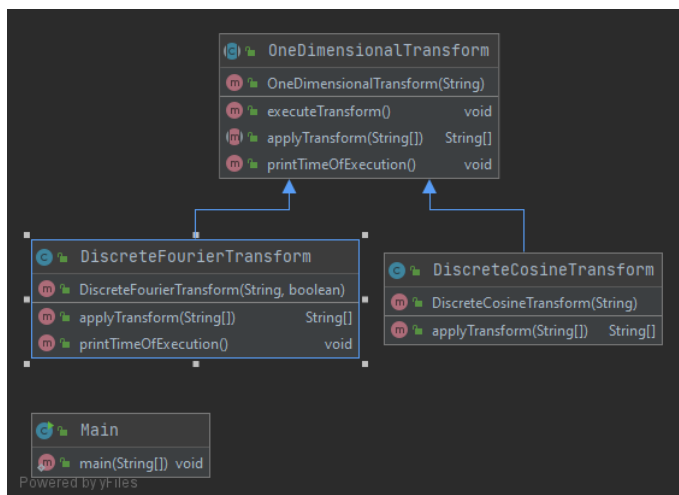 OneDimensionalTransform
OneDimensionalTransform(String)
executeTransform() void
applyTransform(String[]) String[]
printTimeOfExecution() void
DiscreteFourierTransform
DiscreteFourierTransform(String, boolean)
applyTransform(String[]) String[]
printTimeOfExecution() void
DiscreteCosineTransform
DiscreteCosineTransform(String)
applyTransform(String[]) String[]
Main
main(String[]) void
Powered by yFiles